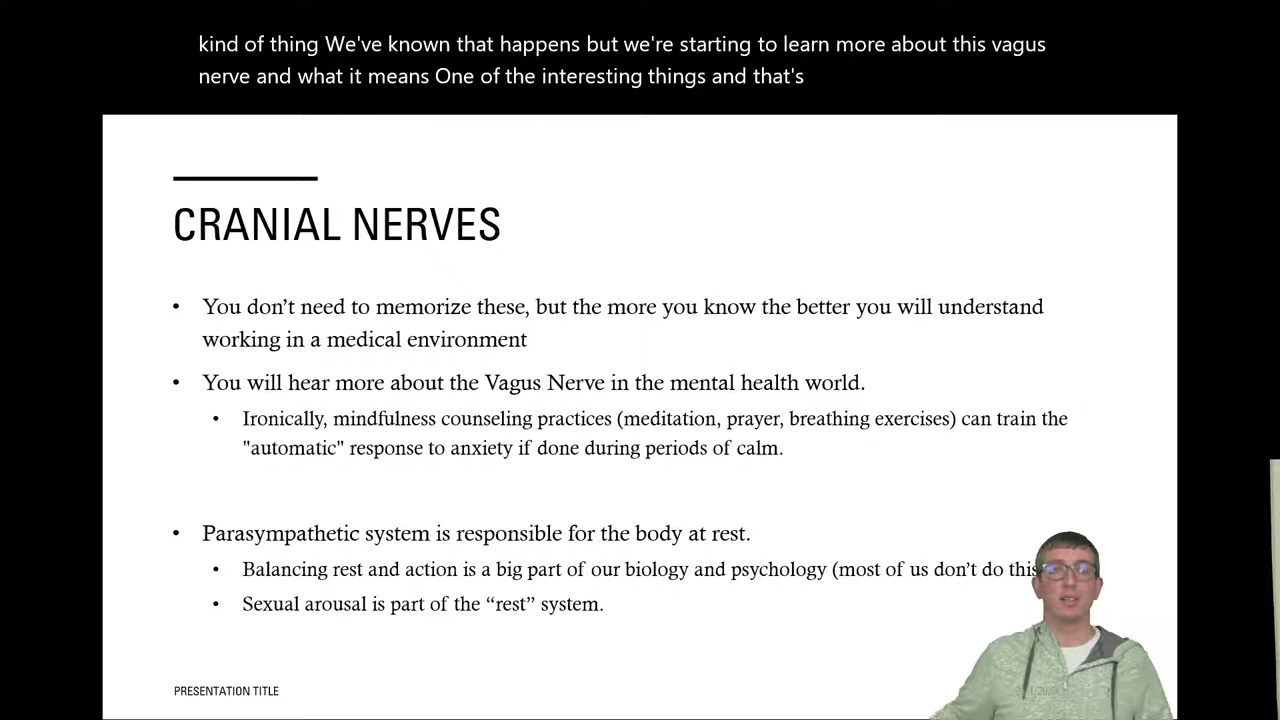 kind of thing We've known that happens but we're starting to learn more about this vagus
nerve and what it means One of the interesting things and that's
CRANIAL NERVES
• You don't need to memorize these, but the more you know the better you will understand
working in a medical environment
• You will hear more about the Vagus Nerve in the mental health world.
• Ironically, mindfulness counseling practices (meditation, prayer, breathing exercises) can train the
"automatic" response to anxiety if done during periods of calm.
• Parasympathetic system is responsible for the body at rest.
• Balancing rest and action is a big part of our biology and psychology (most of us don't do this
• Sexual arousal is part of the “rest” system.
PRESENTATION TITLE